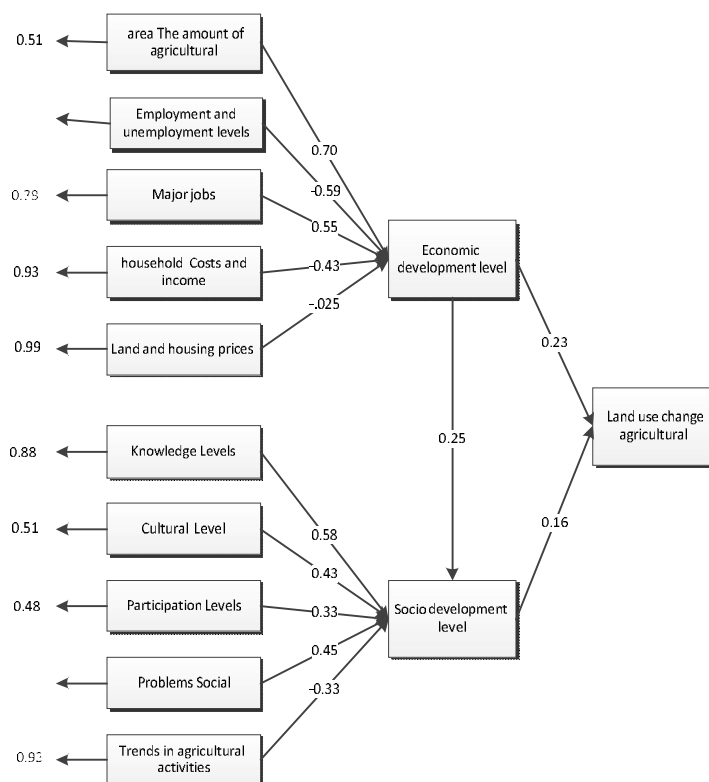 0.51
area The amount of
agricultural
Employment and
unemployment levels
0.70
-0.59
Major jobs
0.55
Economic
development level
0.93
household Costs and
income
-0.43
-.025
0.99
Land and housing prices
0.23
Land use change
agricultural
0.25
0.88
Knowledge Levels
0.58
0.51
Cultural Level
0.43
0.16
0.48
Participation Levels
-0.33
Socio development
level
0.45
Problems Social
-0.33
Trends in agricultural
activities